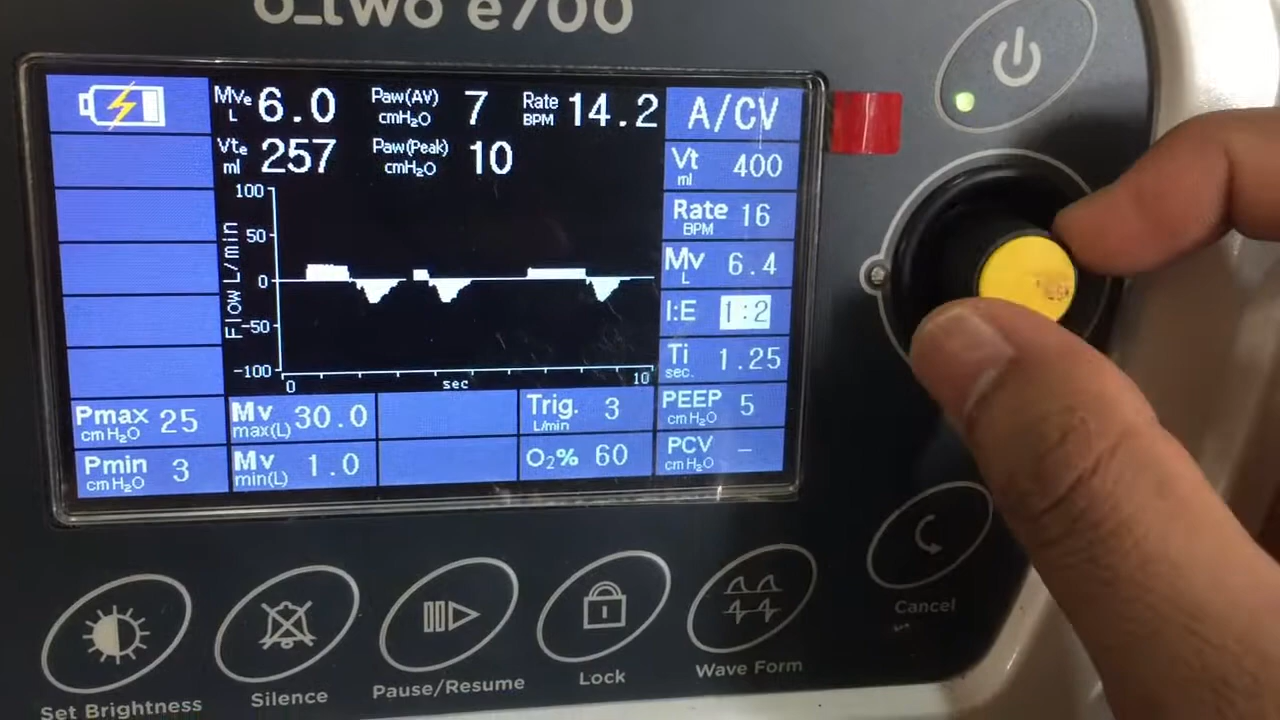 o_two e700
MVe L 6.0 Paw(AV) cmH₂O 7 Rate BPM 14.2 A/CV
Vte ml 257 Paw(Peak) cmH₂O 10 Vt ml 400
Rate BPM 16
Mv L 6.4
I:E 1:2
Ti sec. 1.25
PEEP cmH₂O 5
PCV cmH₂O -
Flow L/min
100
50
0
-50
-100
0 sec 10
Pmax cmH₂O 25 Mv max(L) 30.0 Trig. L/min 3
Pmin cmH₂O 3 Mv min(L) 1.0 O₂% 60
Cancel
Set Brightness Silence Pause/Resume Lock Wave Form